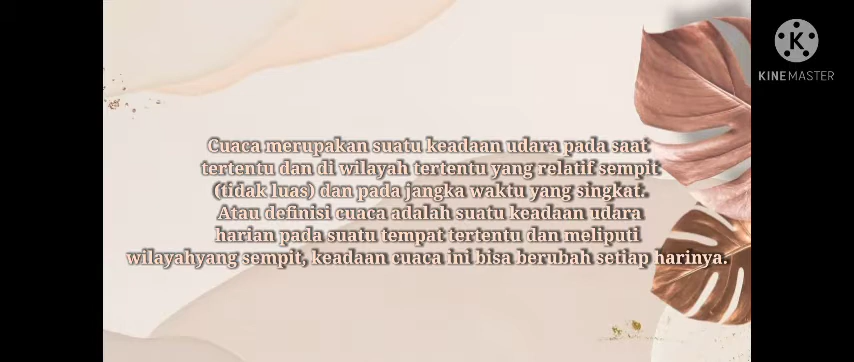 KINEMASTER
Cuaca merupakan suatu keadaan udara pada saat
tertentu dan di wilayah tertentu yang relatif sempit
(tidak luas) dan pada jangka waktu yang singkat.
Atau definisi cuaca adalah suatu keadaan udara
harian pada suatu tempat tertentu dan meliputi
wilayahyang sempit, keadaan cuaca ini bisa berubah setiap harinya.